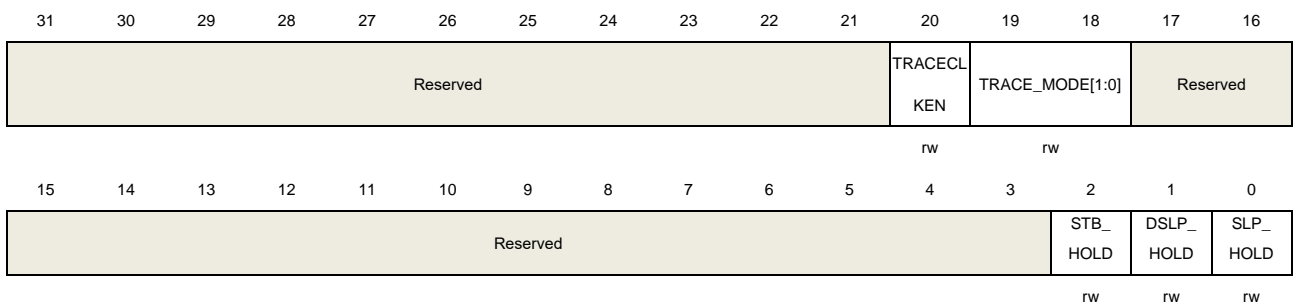 31 30 29 28 27 26 25 24 23 22 21 20 19 18 17 16
Reserved TRACECL KEN TRACE_MODE[1:0] Reserved
rw rw
15 14 13 12 11 10 9 8 7 6 5 4 3 2 1 0
Reserved STB_ HOLD DSLP_ HOLD SLP_ HOLD
rw rw rw